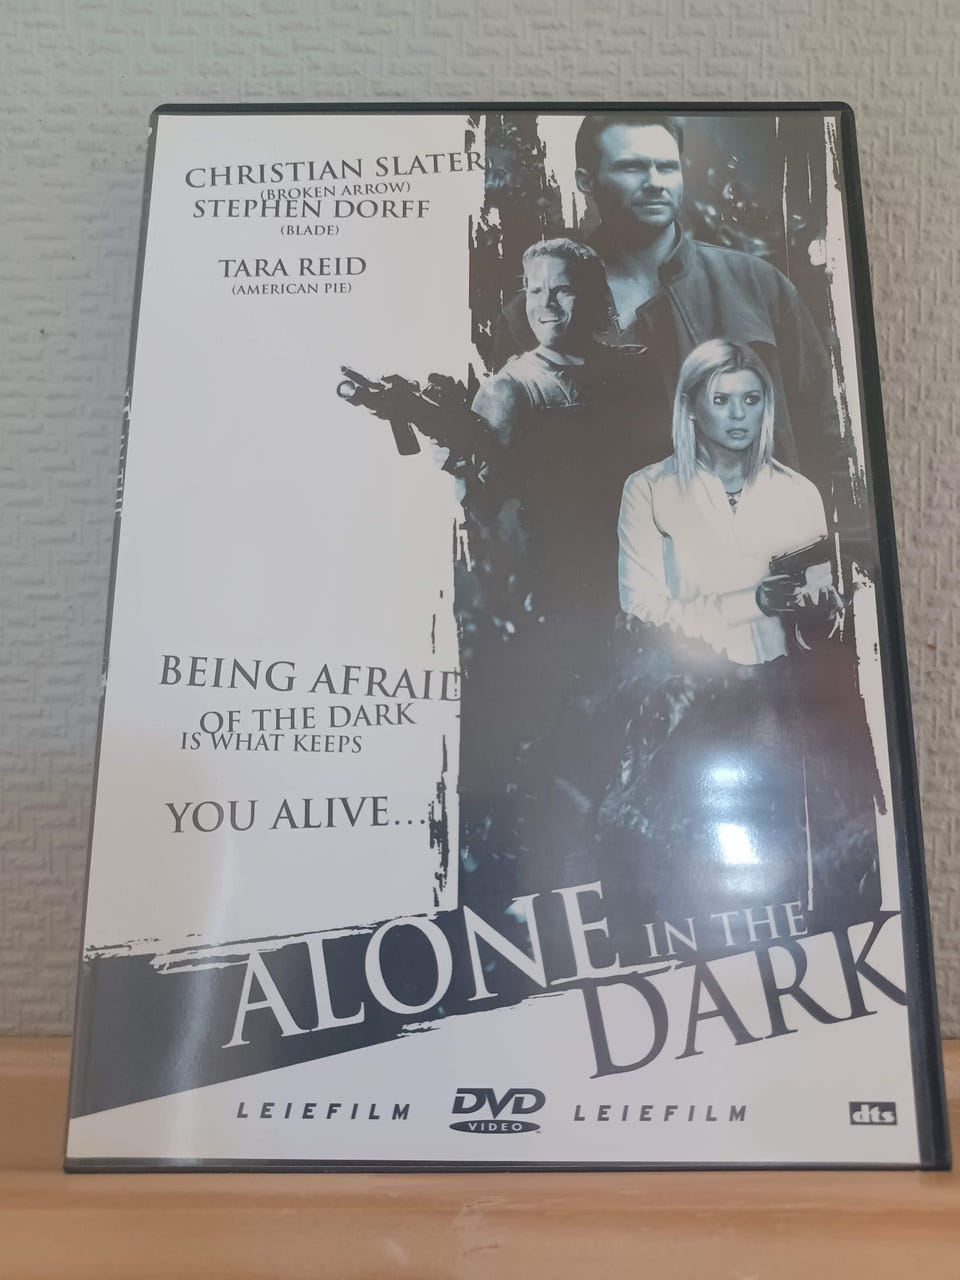 CHRISTIAN SLATER
(BROKEN ARROW)
STEPHEN DORFF
(BLADE)
TARA REID
(AMERICAN PIE)
BEING AFRAID
OF THE DARK
IS WHAT KEEPS
YOU ALIVE...
ALONE IN THE
DARK
LEIEFILM DVD LEIEFILM dts
VIDEO